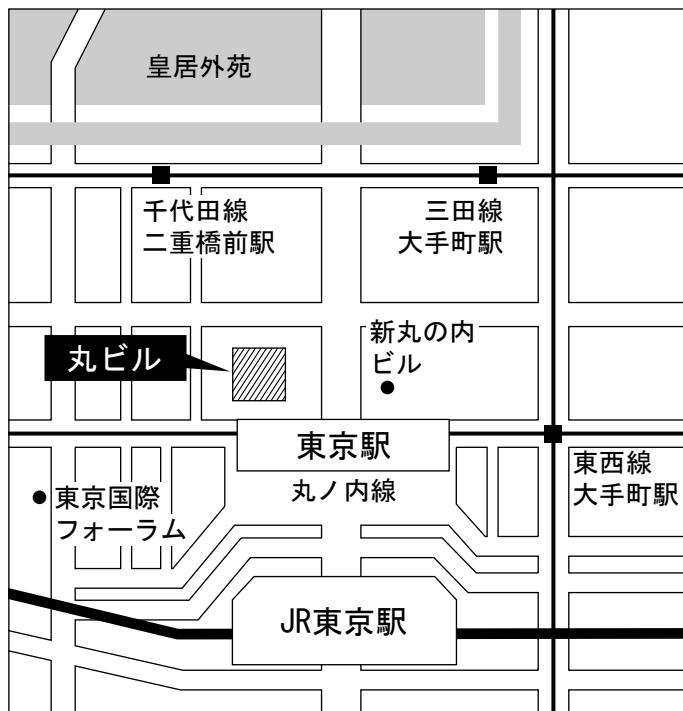 皇居外苑
千代田線
二重橋前駅
三田線
大手町駅
丸ビル
新丸の内
ビル
東京駅
丸ノ内線
東西線
大手町駅
東京国際
フォーラム
JR東京駅